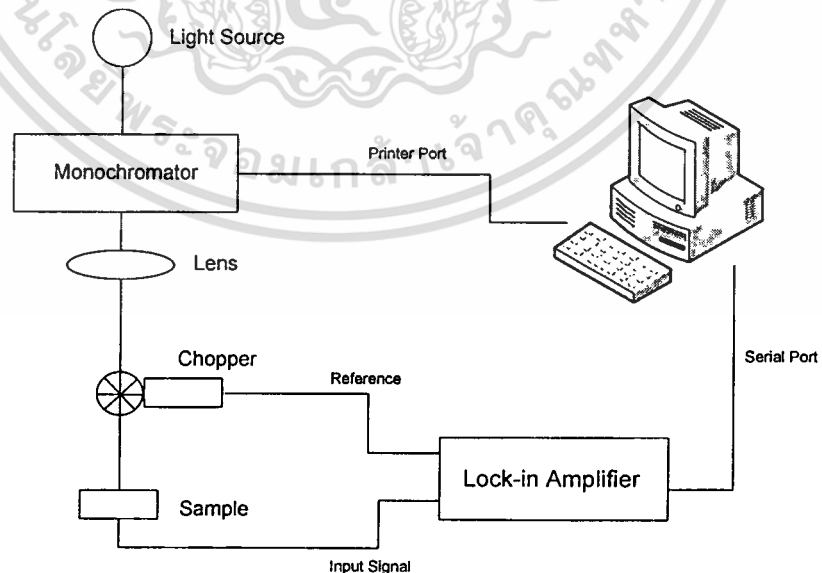 Light Source
Monochromator
Printer Port
Lens
Chopper
Reference
Serial Port
Lock-in Amplifier
Sample
Input Signal